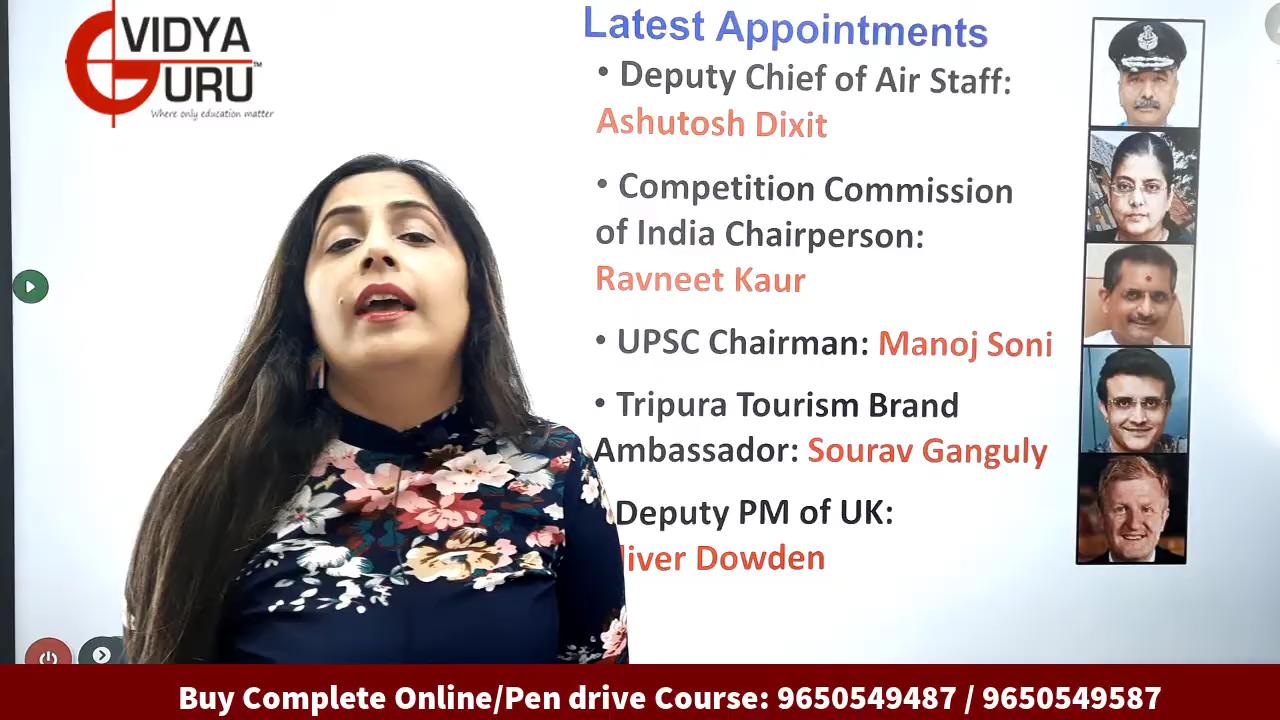 VIDYA
GURU™
Where only education matter
Latest Appointments
• Deputy Chief of Air Staff:
Ashutosh Dixit
• Competition Commission
of India Chairperson:
Ravneet Kaur
• UPSC Chairman: Manoj Soni
• Tripura Tourism Brand
Ambassador: Sourav Ganguly
Deputy PM of UK:
liver Dowden
Buy Complete Online/Pen drive Course: 9650549487 / 9650549587